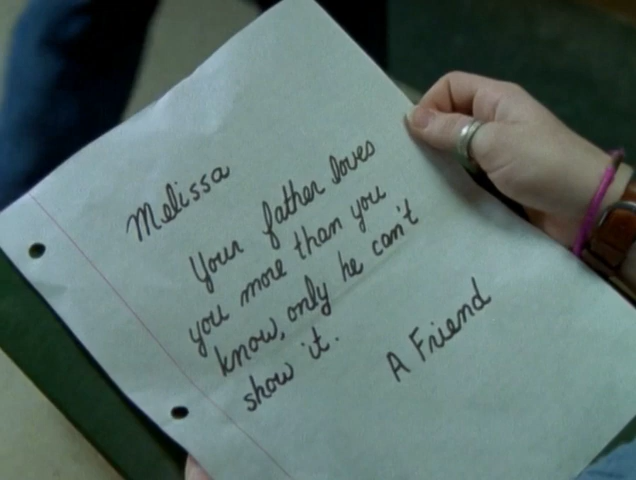 Melissa
Your father loves
you more than you
know, only he can't
show it.
A Friend